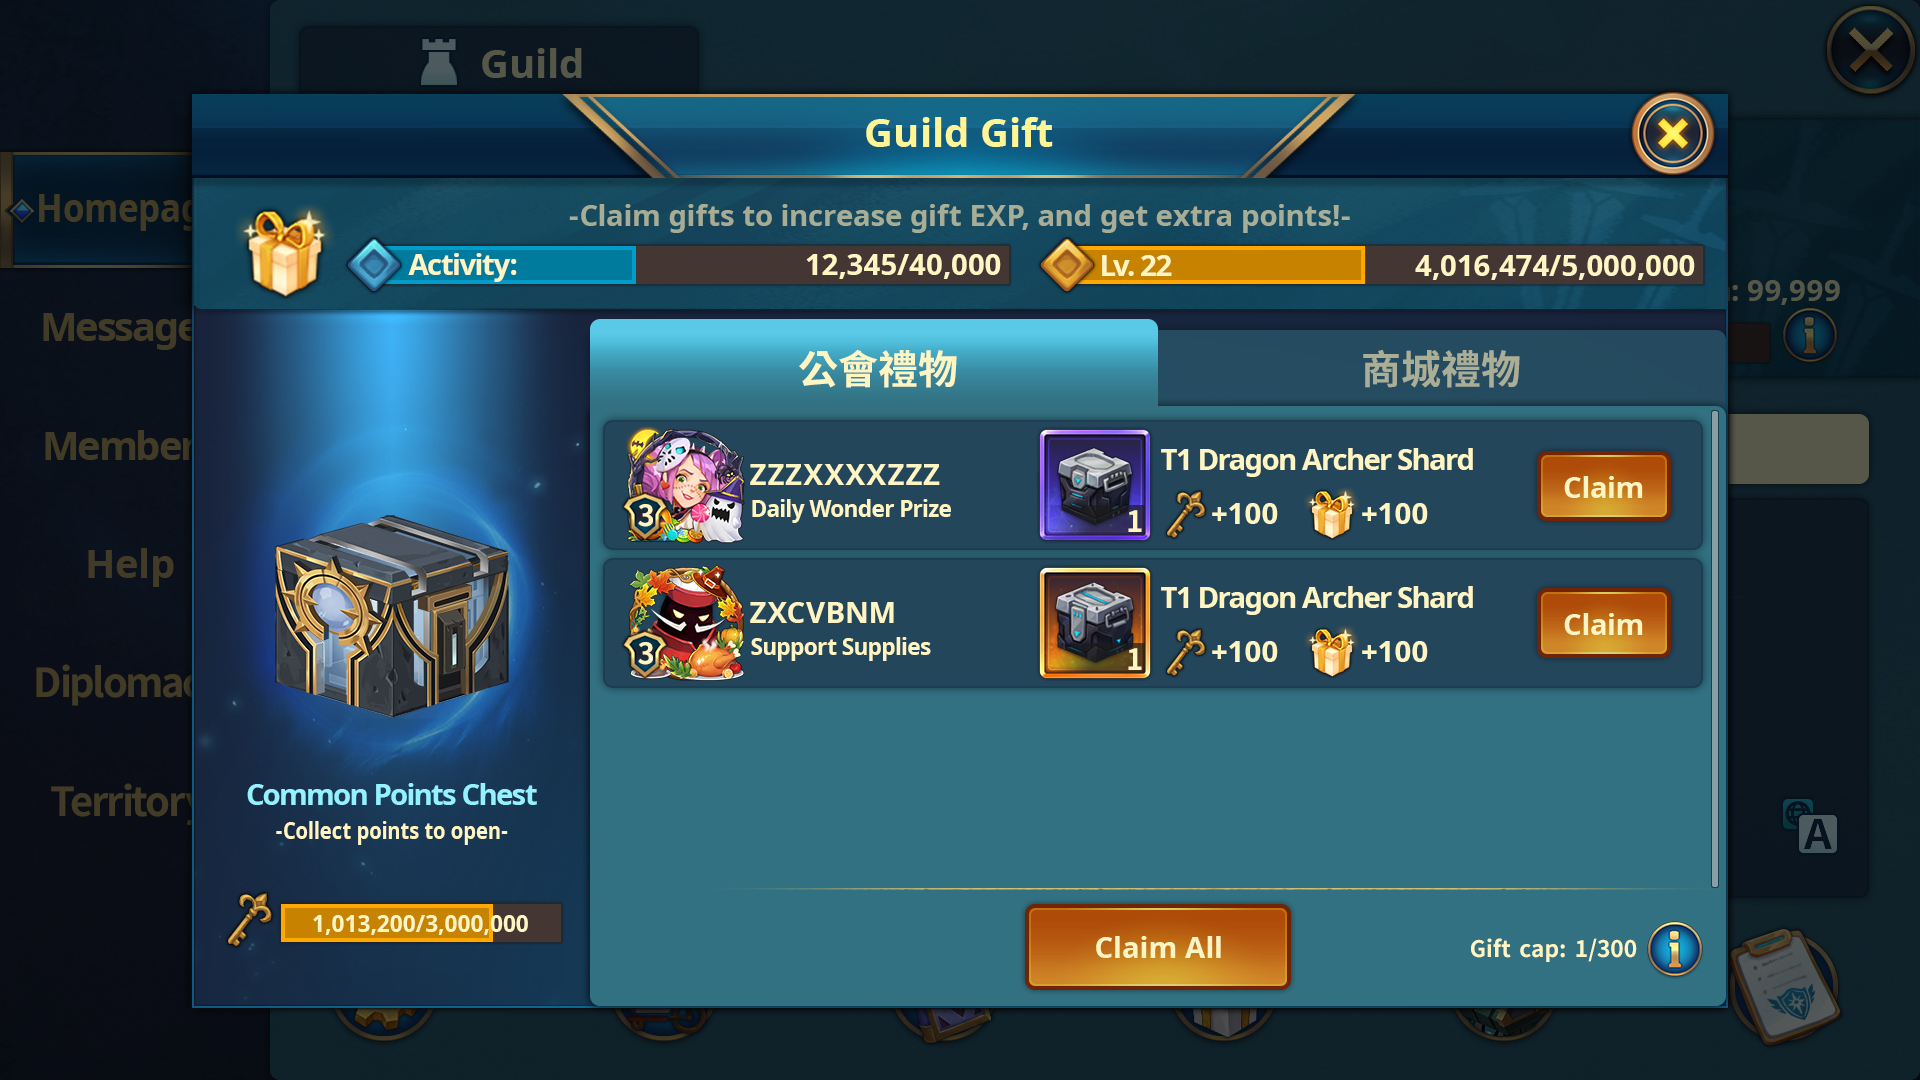 Guild
Guild Gift
-Claim gifts to increase gift EXP, and get extra points!-
Activity: 12,345/40,000
Lv. 22 4,016,474/5,000,000
: 99,999
Homepag
Message
Member
Help
Diplomac
Territory
公會禮物
商城禮物
ZZZXXXXZZZ
Daily Wonder Prize
3
1
T1 Dragon Archer Shard
+100 +100
Claim
ZXCVBNM
Support Supplies
3
1
T1 Dragon Archer Shard
+100 +100
Claim
Common Points Chest
-Collect points to open-
1,013,200/3,000,000
Claim All
Gift cap: 1/300
A